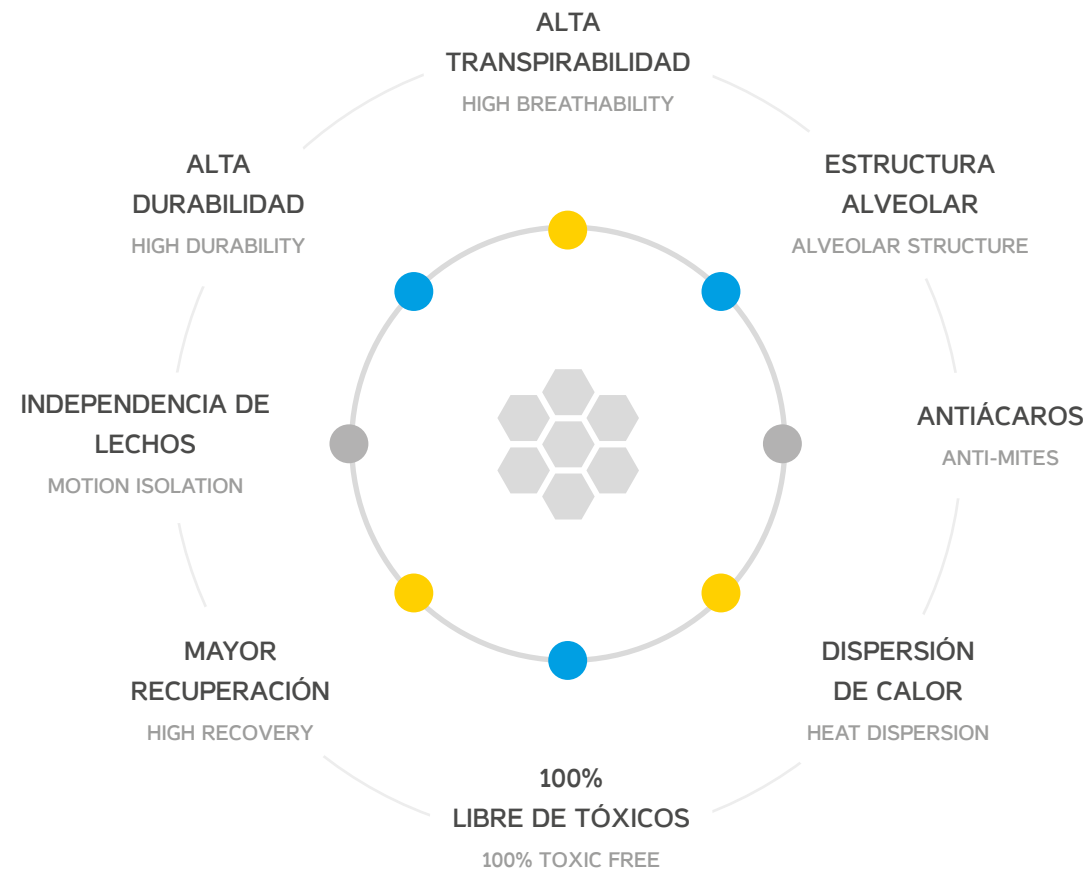 ALTA
TRANSPIRABILIDAD
HIGH BREATHABILITY
ALTA
DURABILIDAD
HIGH DURABILITY
ESTRUCTURA
ALVEOLAR
ALVEOLAR STRUCTURE
INDEPENDENCIA DE
LECHOS
MOTION ISOLATION
ANTIÁCAROS
ANTI-MITES
MAYOR
RECUPERACIÓN
HIGH RECOVERY
DISPERSIÓN
DE CALOR
HEAT DISPERSION
100%
LIBRE DE TÓXICOS
100% TOXIC FREE